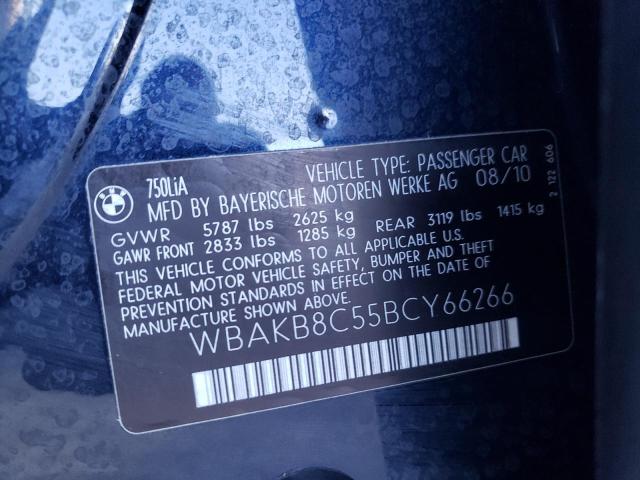 BMW
750LiA VEHICLE TYPE: PASSENGER CAR
MFD BY BAYERISCHE MOTOREN WERKE AG 08/10
GVWR 5787 lbs 2625 kg
GAWR FRONT 2833 lbs 1285 kg REAR 3119 lbs 1415 kg
THIS VEHICLE CONFORMS TO ALL APPLICABLE U.S.
FEDERAL MOTOR VEHICLE SAFETY, BUMPER AND THEFT
PREVENTION STANDARDS IN EFFECT ON THE DATE OF
MANUFACTURE SHOWN ABOVE.
WBAKB8C55BCY66266
2 122 606